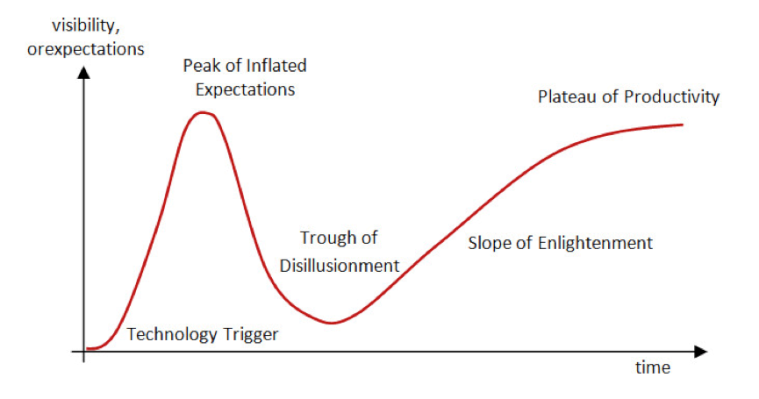 visibility,
orexpectations
Peak of Inflated
Expectations
Plateau of Productivity
Trough of
Disillusionment
Slope of Enlightenment
Technology Trigger
time